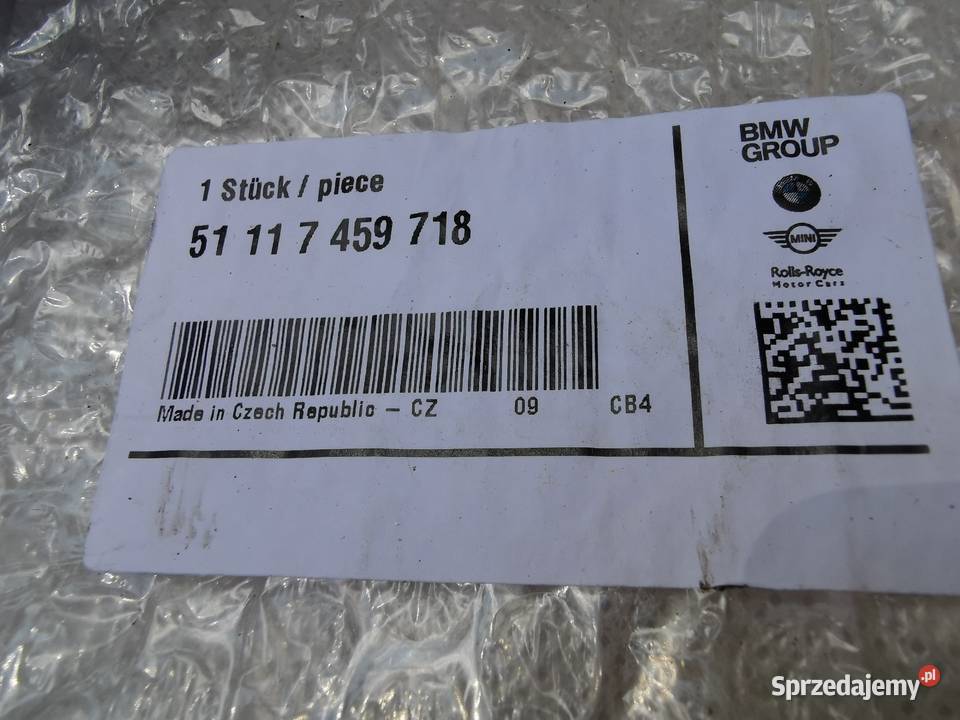 1 Stück / piece
51 11 7 459 718
Made in Czech Republic – CZ 09 CB4
BMW
GROUP
MINI
Rolls-Royce
Motor Cars
Sprzedajemy.pl